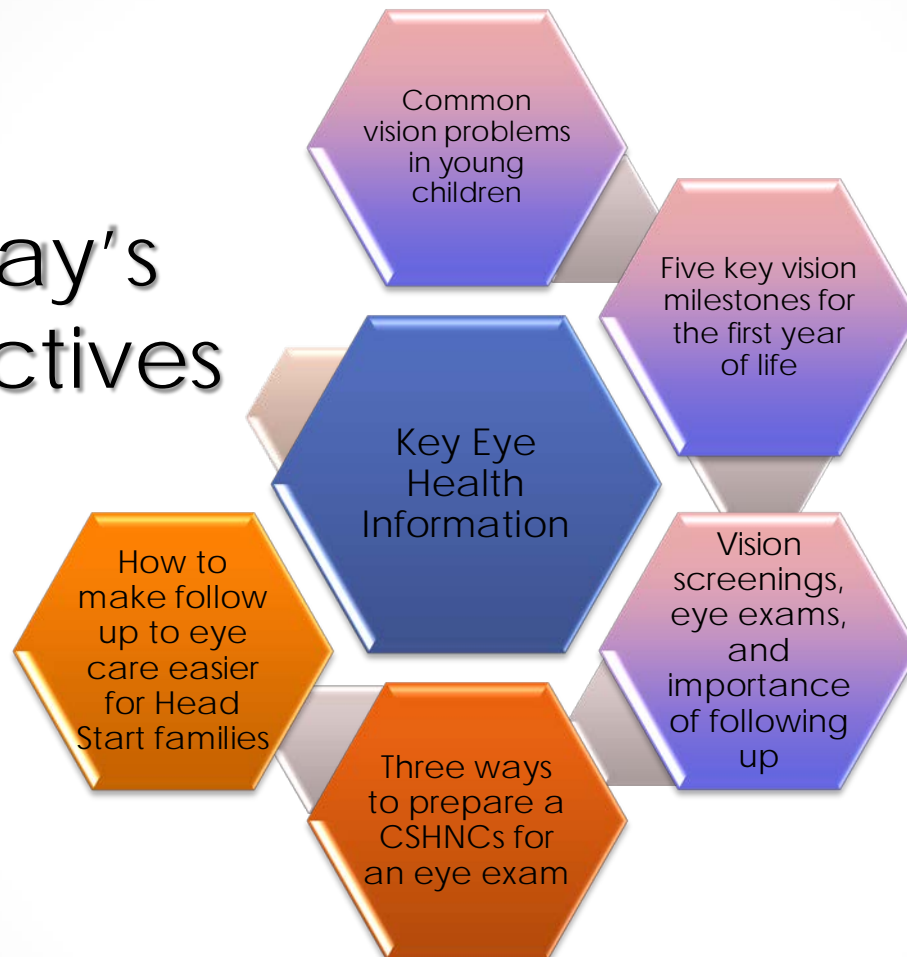 ay's
ctives
Common
vision problems
in young
children
Five key vision
milestones for
the first year
of life
Key Eye
Health
Information
Vision
screenings,
eye exams,
and
importance
of following
up
Three ways
to prepare a
CSHNCs for
an eye exam
How to
make follow
up to eye
care easier
for Head
Start families